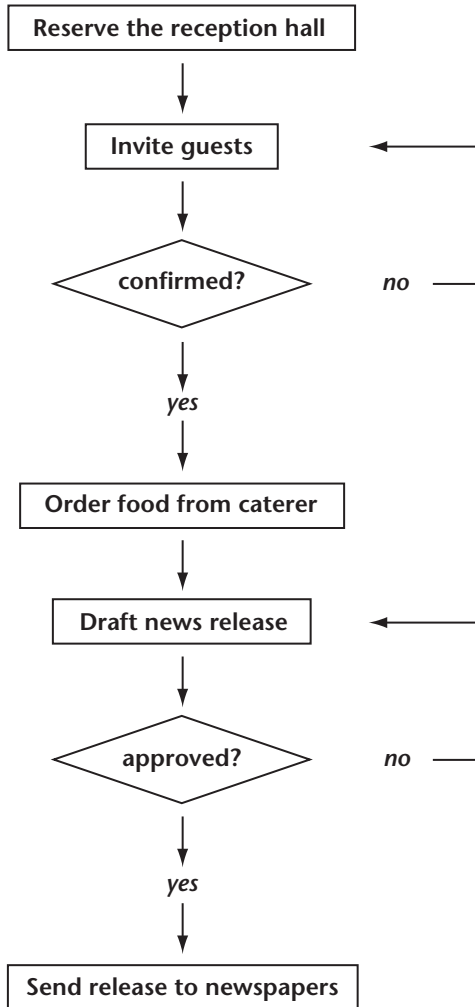 Reserve the reception hall
Invite guests
confirmed?
no
yes
Order food from caterer
Draft news release
approved?
no
yes
Send release to newspapers